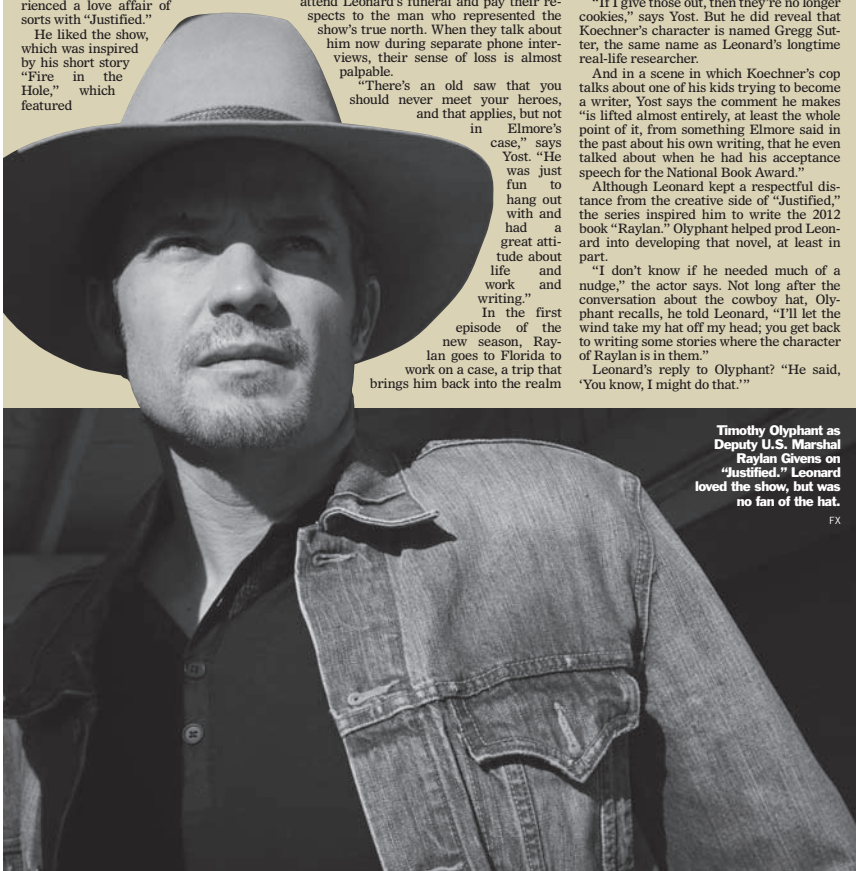 rienced a love affair of
sorts with “Justified.”
He liked the show,
which was inspired
by his short story
“Fire in the
Hole,” which
featured
attend Leonard’s funeral and pay their re-
spects to the man who represented the
show’s true north. When they talk about
him now during separate phone inter-
views, their sense of loss is almost
palpable.
“There’s an old saw that you
should never meet your heroes,
and that applies, but not
in Elmore’s
case,” says
Yost. “He
was just
fun to
hang out
with and
had a
great atti-
tude about
life and
work and
writing.”
In the first
episode of the
new season, Ray-
lan goes to Florida to
work on a case, a trip that
brings him back into the realm
“If I give those out, then they’re no longer
cookies,” says Yost. But he did reveal that
Koechner’s character is named Gregg Sut-
ter, the same name as Leonard’s longtime
real-life researcher.
And in a scene in which Koechner’s cop
talks about one of his kids trying to become
a writer, Yost says the comment he makes
“is lifted almost entirely, at least the whole
point of it, from something Elmore said in
the past about his own writing, that he even
talked about when he had his acceptance
speech for the National Book Award.”
Although Leonard kept a respectful dis-
tance from the creative side of “Justified,”
the series inspired him to write the 2012
book “Raylan.” Olyphant helped prod Leon-
ard into developing that novel, at least in
part.
“I don’t know if he needed much of a
nudge,” the actor says. Not long after the
conversation about the cowboy hat, Oly-
phant recalls, he told Leonard, “I’ll let the
wind take my hat off my head; you get back
to writing some stories where the character
of Raylan is in them.”
Leonard’s reply to Olyphant? “He said,
‘You know, I might do that.’”
Timothy Olyphant as
Deputy U.S. Marshal
Raylan Givens on
“Justified.” Leonard
loved the show, but was
no fan of the hat.
FX